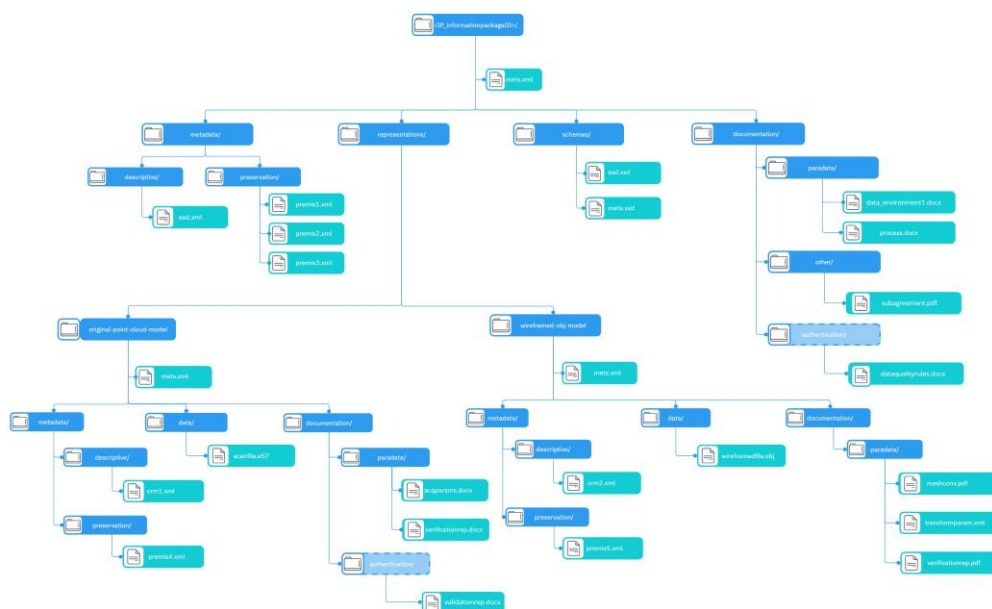 <IP_informationpackageID>/
mets.xml
metadata/
representations/
schemas/
documentation/
descriptive/
preservation/
ead.xsd
paradata/
ead.xml
premis1.xml
mets.xsd
data_environment1.docx
premis2.xml
process.docx
premis3.xml
other/
subagreement.pdf
original-point-cloud-model
wireframed-obj-model
authentication/
mets.xml
mets.xml
dataqualityrules.docx
metadata/
data/
documentation/
metadata/
data/
documentation/
descriptive/
scanfile.e57
paradata/
descriptive/
wireframedfile.obj
paradata/
crm1.xml
acqparams.docx
crm2.xml
meshconv.pdf
preservation/
verificationrep.docx
preservation/
transformparam.xml
premis4.xml
authentication/
premis5.xml
verificationrep.pdf
validationrep.docx